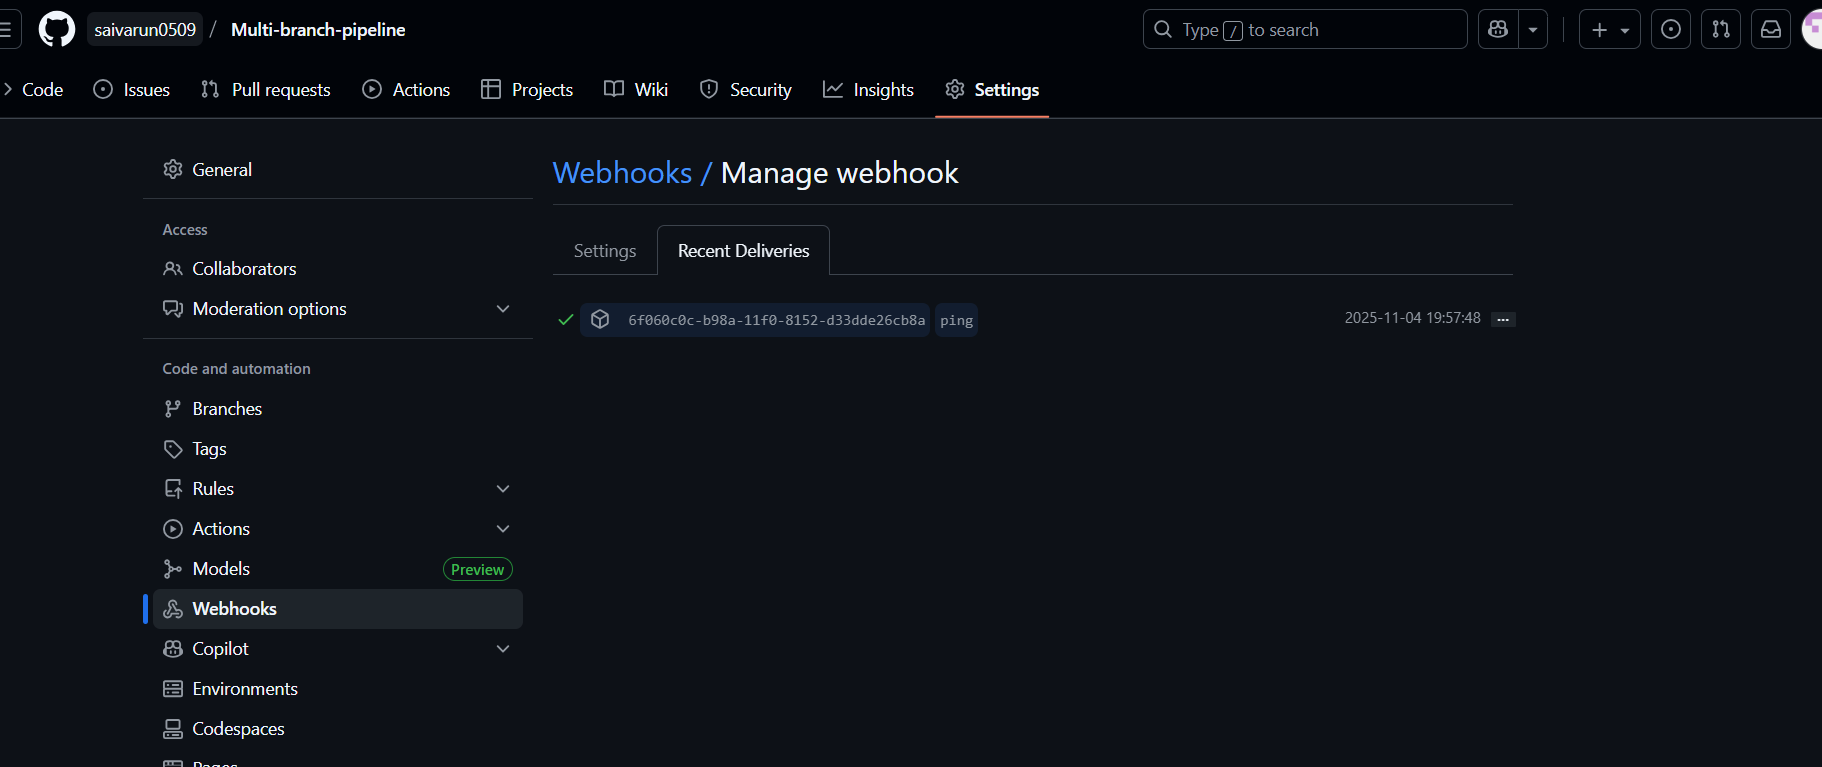 saivarun0509 / Multi-branch-pipeline
Type / to search
Code
Issues
Pull requests
Actions
Projects
Wiki
Security
Insights
Settings
General
Access
Collaborators
Moderation options
Code and automation
Branches
Tags
Rules
Actions
Models
Preview
Webhooks
Copilot
Environments
Codespaces
Pages
Webhooks / Manage webhook
Settings
Recent Deliveries
6f060c0c-b98a-11f0-8152-d33dde26cb8a ping
2025-11-04 19:57:48